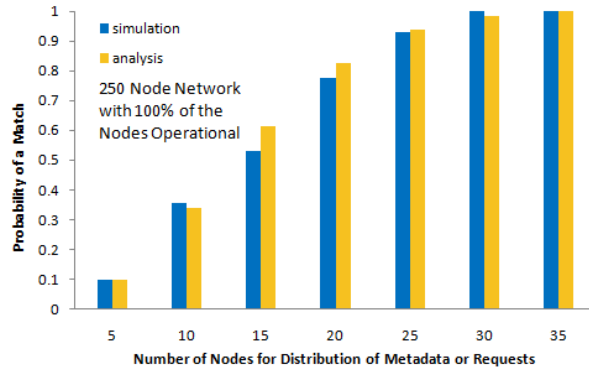 1
0.9
0.8
0.7
0.6
0.5
0.4
0.3
0.2
0.1
0
Probability of a Match
simulation
analysis
250 Node Network
with 100% of the
Nodes Operational
5 10 15 20 25 30 35
Number of Nodes for Distribution of Metadata or Requests